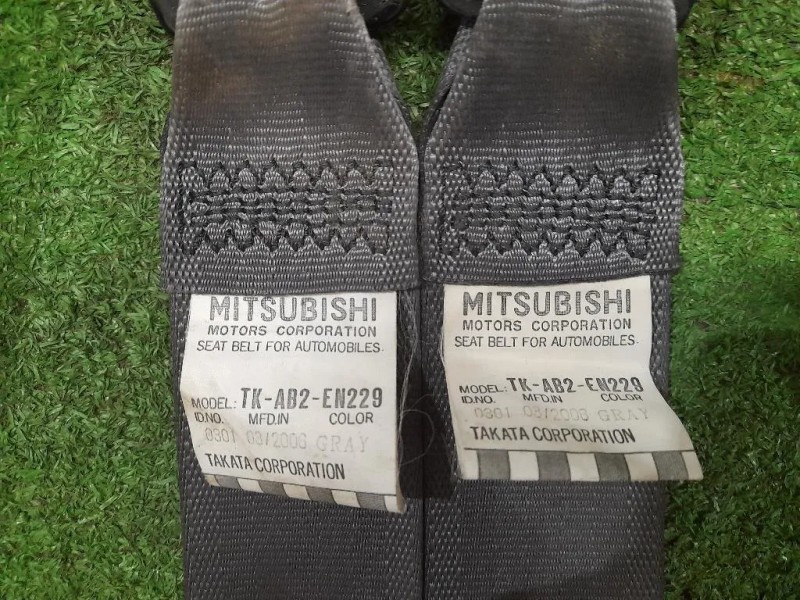 MITSUBISHI
MOTORS CORPORATION
SEAT BELT FOR AUTOMOBILES.
MODEL: TK-AB2-EN229
ID.NO. MFD.IN COLOR
0301 03/2006 GRAY
TAKATA CORPORATION
MITSUBISHI
MOTORS CORPORATION
SEAT BELT FOR AUTOMOBILES.
MODEL: TK-AB2-EN229
ID.NO. MFD.IN COLOR
0301 03/2006 GRAY
TAKATA CORPORATION